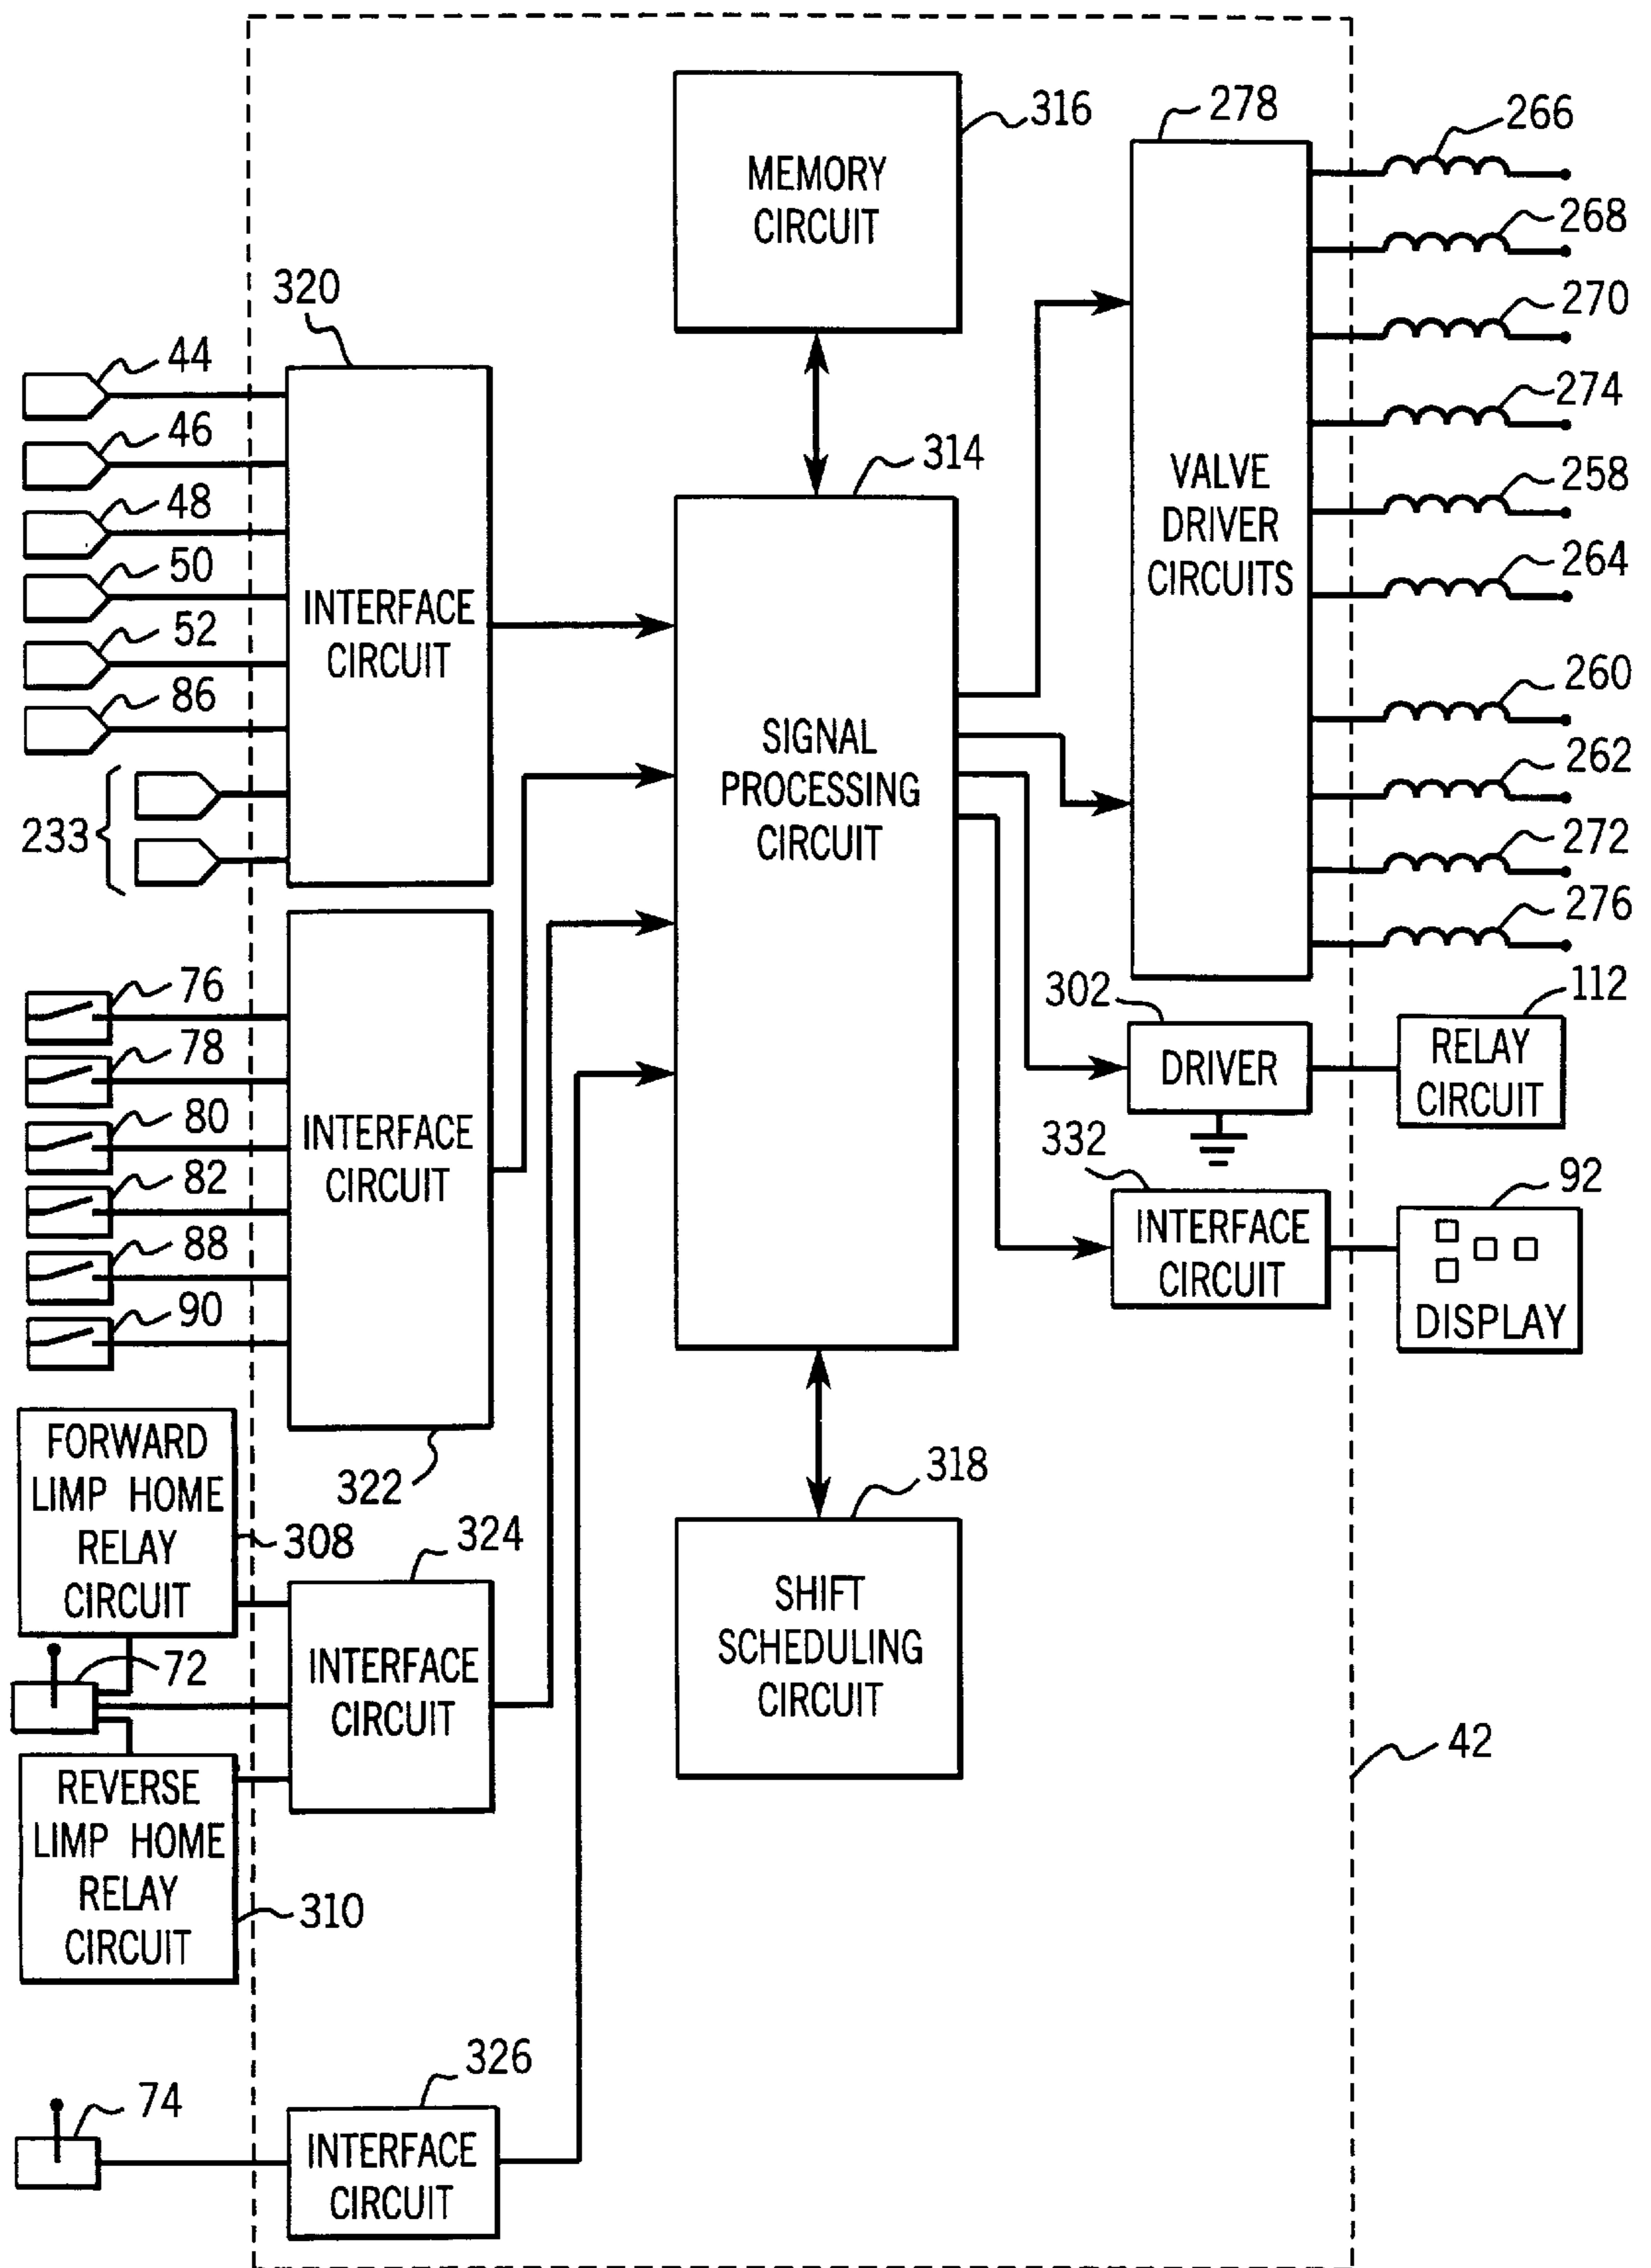 316
MEMORY
CIRCUIT
278
VALVE
DRIVER
CIRCUITS
266
268
270
274
258
264
260
262
272
276
320
INTERFACE
CIRCUIT
44
46
48
50
52
86
233
314
SIGNAL
PROCESSING
CIRCUIT
76
78
80
82
88
90
INTERFACE
CIRCUIT
322
302
DRIVER
112
RELAY
CIRCUIT
332
INTERFACE
CIRCUIT
92
DISPLAY
FORWARD
LIMP HOME
RELAY
CIRCUIT
308
72
324
INTERFACE
CIRCUIT
REVERSE
LIMP HOME
RELAY
CIRCUIT
310
318
SHIFT
SCHEDULING
CIRCUIT
42
74
326
INTERFACE
CIRCUIT